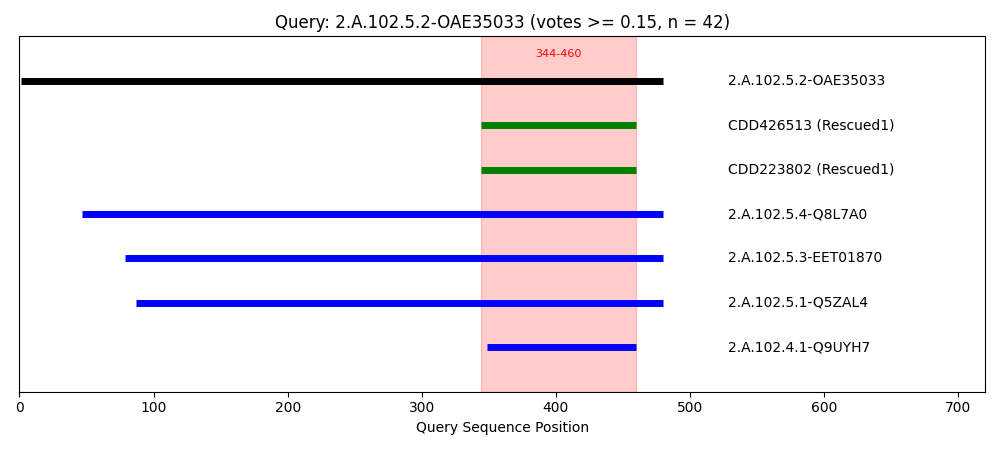 Query: 2.A.102.5.2-OAE35033 (votes >= 0.15, n = 42)
344-460
2.A.102.5.2-OAE35033
CDD426513 (Rescued1)
CDD223802 (Rescued1)
2.A.102.5.4-Q8L7A0
2.A.102.5.3-EET01870
2.A.102.5.1-Q5ZAL4
2.A.102.4.1-Q9UYH7
0 100 200 300 400 500 600 700
Query Sequence Position